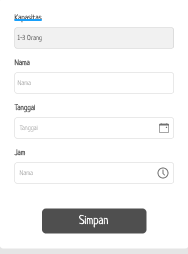 Kapasitas
1-3 Orang
Nama
Nama
Tanggal
Tanggal
Jam
Nama
Simpan